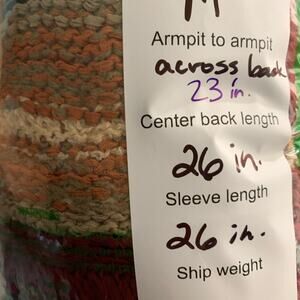 M
Armpit to armpit
across back
23 in.
Center back length
26 in.
Sleeve length
26 in.
Ship weight